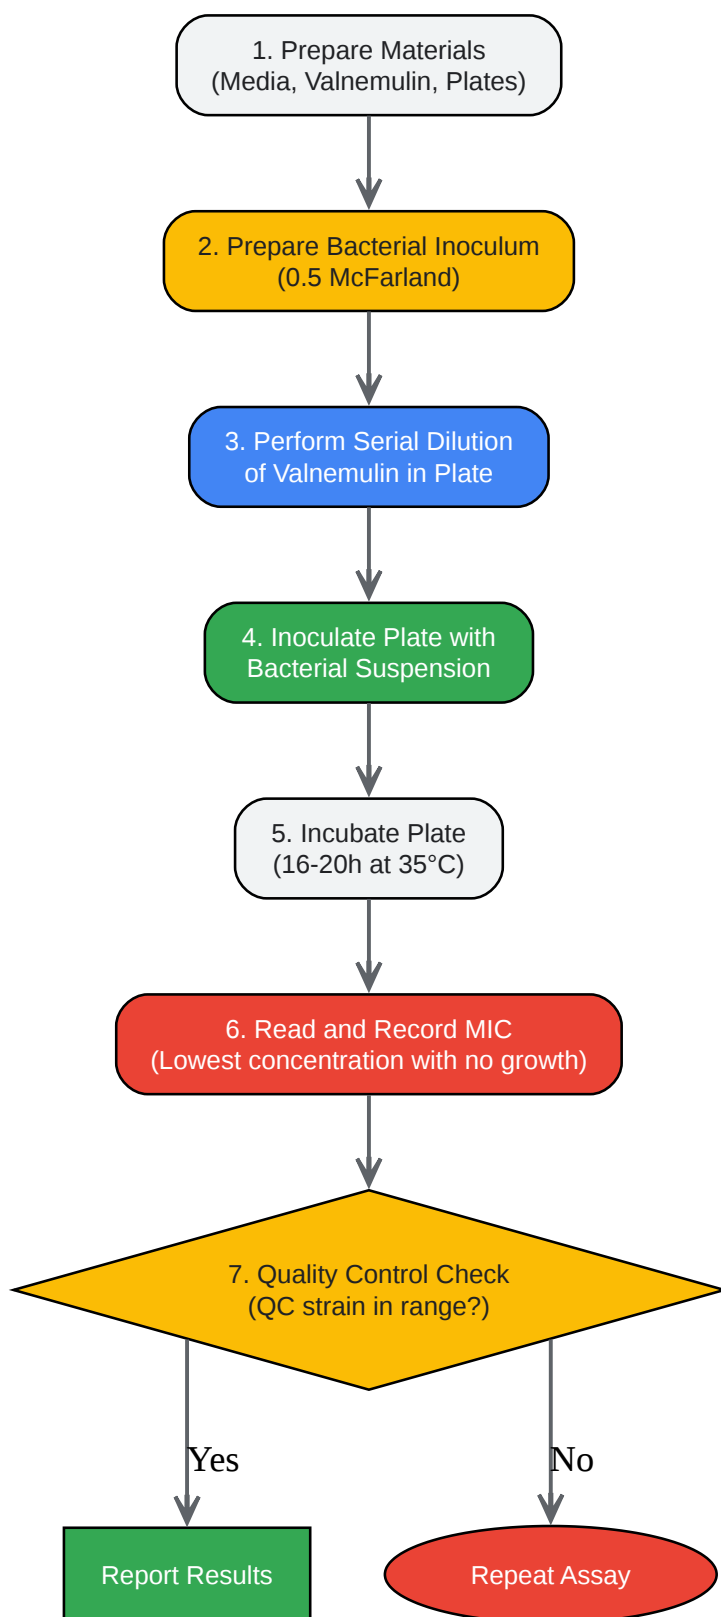 1. Prepare Materials
(Media, Valnemulin, Plates)
2. Prepare Bacterial Inoculum
(0.5 McFarland)
3. Perform Serial Dilution
of Valnemulin in Plate
4. Inoculate Plate with
Bacterial Suspension
5. Incubate Plate
(16-20h at 35°C)
6. Read and Record MIC
(Lowest concentration with no growth)
7. Quality Control Check
(QC strain in range?)
Yes
No
Report Results
Repeat Assay